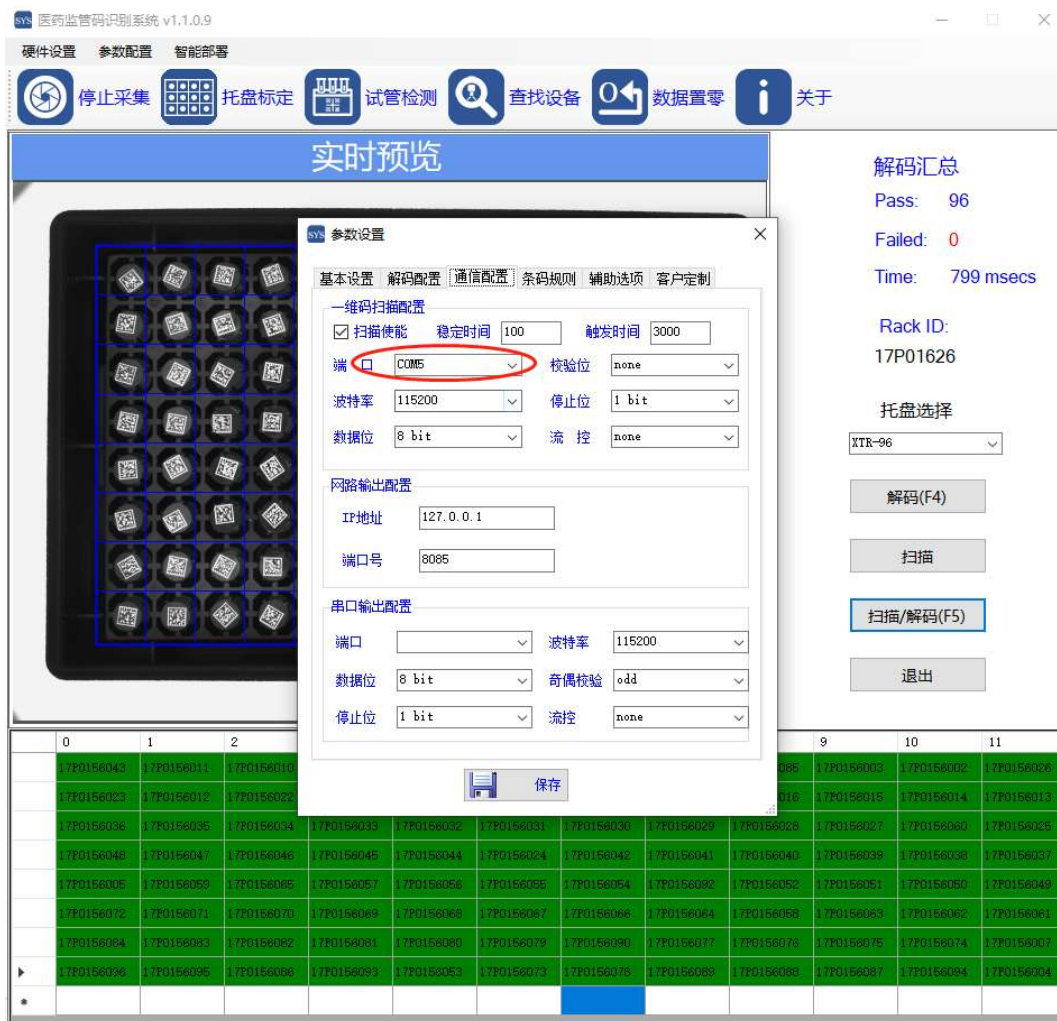 SYS 医药监管码识别系统 v1.1.0.9
硬件设置 参数配置 智能部署
停止采集 托盘标定 试管检测 查找设备 数据置零 关于
实时预览
解码汇总
Pass: 96
Failed: 0
Time: 799 msecs
Rack ID:
17P01626
托盘选择
XTR-96
解码(F4)
扫描
扫描/解码(F5)
退出
SYS 参数设置
基本设置 解码配置 通信配置 条码规则 辅助选项 客户定制
一维码扫描配置
扫描使能 稳定时间 100 触发时间 3000
端 口 COM5 校验位 none
波特率 115200 停止位 1 bit
数据位 8 bit 流 控 none
网路输出配置
IP地址 127.0.0.1
端口号 8085
串口输出配置
端口 波特率 115200
数据位 8 bit 奇偶校验 odd
停止位 1 bit 流控 none
保存
0 1 2 9 10 11
17P0156043 17P0156011 17P0156010 085 17P0156003 17P0156002 17P0156026
17P0156023 17P0156012 17P0156022 016 17P0156015 17P0156014 17P0156013
17P0156036 17P0156035 17P0156034 17P0156033 17P0156032 17P0156031 17P0156030 17P0156029 17P0156028 17P0156027 17P0156060 17P0156025
17P0156048 17P0156047 17P0156046 17P0156045 17P0156044 17P0156024 17P0156042 17P0156041 17P0156040 17P0156039 17P0156038 17P0156037
17P0156005 17P0156059 17P0156065 17P0156057 17P0156056 17P0156055 17P0156054 17P0156092 17P0156052 17P0156051 17P0156050 17P0156049
17P0156072 17P0156071 17P0156070 17P0156069 17P0156068 17P0156067 17P0156066 17P0156064 17P0156058 17P0156063 17P0156062 17P0156061
17P0156084 17P0156083 17P0156082 17P0156081 17P0156080 17P0156079 17P0156090 17P0156077 17P0156076 17P0156075 17P0156074 17P0156007
17P0156096 17P0156095 17P0156086 17P0156093 17P0156053 17P0156073 17P0156078 17P0156089 17P0156088 17P0156087 17P0156094 17P0156004